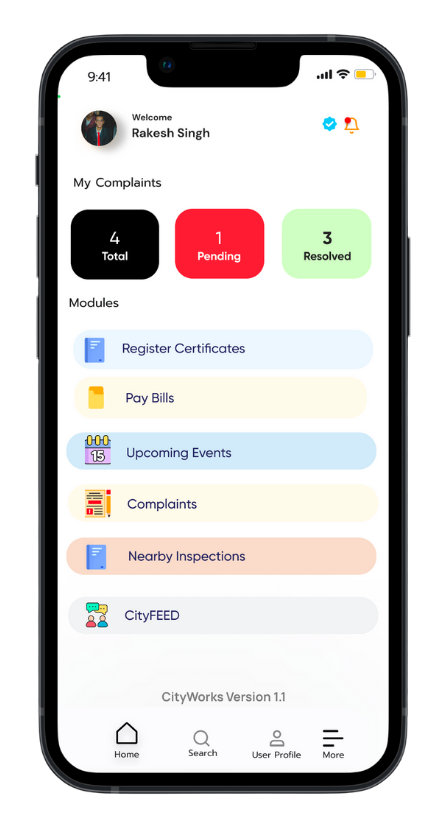 9:41
Welcome
Rakesh Singh
My Complaints
4
Total
1
Pending
3
Resolved
Modules
Register Certificates
Pay Bills
15
Upcoming Events
Complaints
Nearby Inspections
CityFEED
CityWorks Version 1.1
Home
Search
User Profile
More